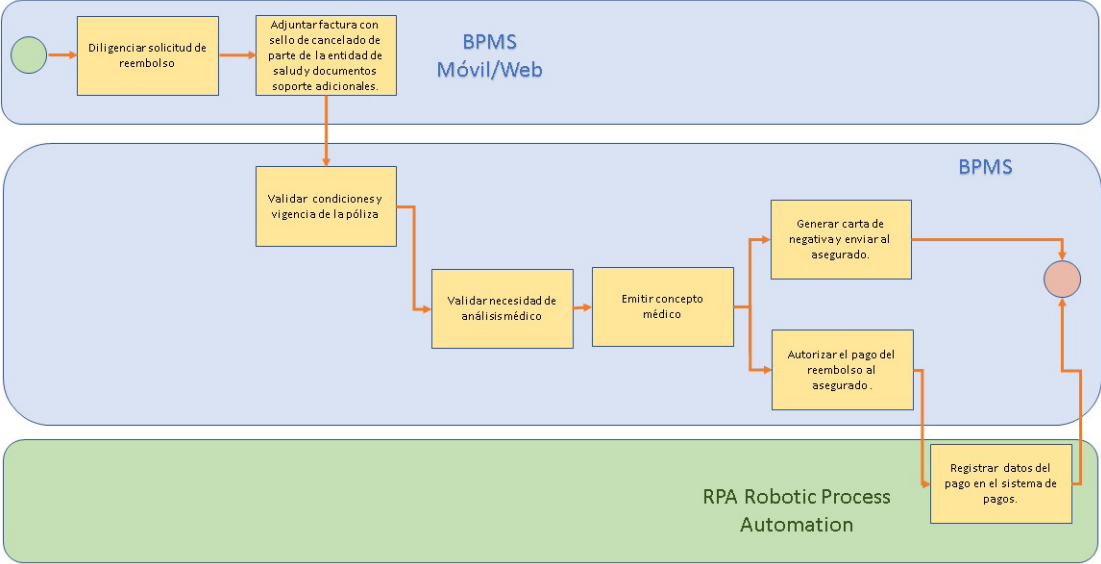 Diligenciar solicitud de
reembolso
Adjuntar factura con
sello de cancelado de
parte de la entidad de
salud y documentos
soporte adicionales.
BPMS
Móvil/Web
BPMS
Validar condiciones y
vigencia de la póliza
Validar necesidad de
análisis médico
Emitir concepto
médico
Generar carta de
negativa y enviar al
asegurado.
Autorizar el pago del
reembolso al
asegurado .
Registrar datos del
pago en el sistema de
pagos.
RPA Robotic Process
Automation